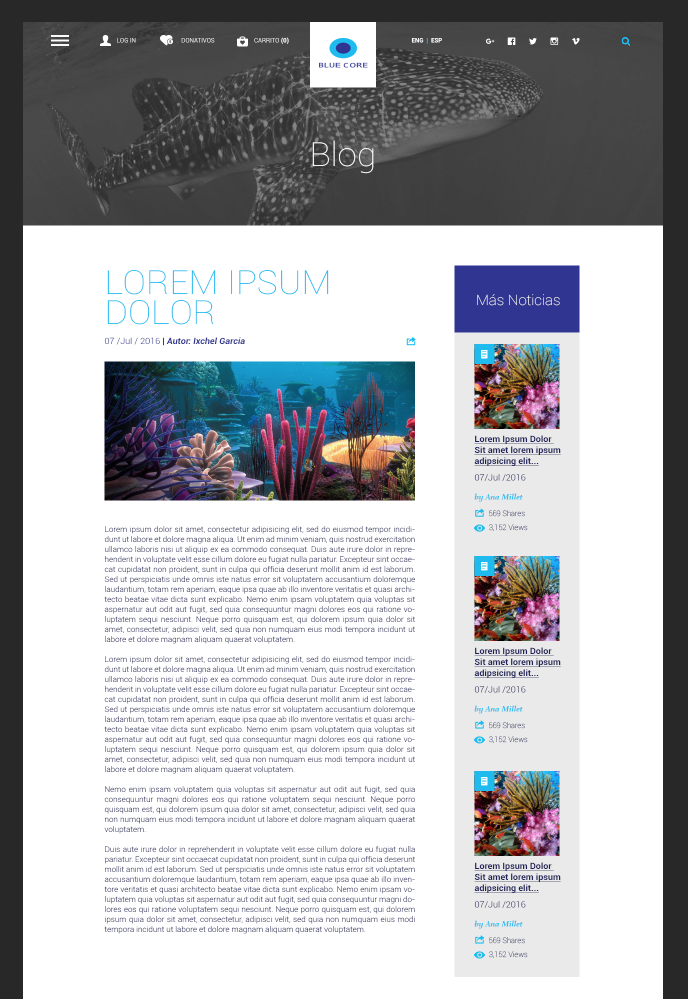 LOG IN
DONATIVOS
CARRITO (0)
BLUE CORE
ENG | ESP
Blog
LOREM IPSUM
DOLOR
07 /Jul / 2016 | Autor: Ixchel García
Lorem ipsum dolor sit amet, consectetur adipisicing elit, sed do eiusmod tempor incidi-
dunt ut labore et dolore magna aliqua. Ut enim ad minim veniam, quis nostrud exercitation
ullamco laboris nisi ut aliquip ex ea commodo consequat. Duis aute irure dolor in repre-
henderit in voluptate velit esse cillum dolore eu fugiat nulla pariatur. Excepteur sint occae-
cat cupidatat non proident, sunt in culpa qui officia deserunt mollit anim id est laborum.
Sed ut perspiciatis unde omnis iste natus error sit voluptatem accusantium doloremque
laudantium, totam rem aperiam, eaque ipsa quae ab illo inventore veritatis et quasi archi-
tecto beatae vitae dicta sunt explicabo. Nemo enim ipsam voluptatem quia voluptas sit
aspernatur aut odit aut fugit, sed quia consequuntur magni dolores eos qui ratione vo-
luptatem sequi nesciunt. Neque porro quisquam est, qui dolorem ipsum quia dolor sit
amet, consectetur, adipisci velit, sed quia non numquam eius modi tempora incidunt ut
labore et dolore magnam aliquam quaerat voluptatem.
Lorem ipsum dolor sit amet, consectetur adipisicing elit, sed do eiusmod tempor incidi-
dunt ut labore et dolore magna aliqua. Ut enim ad minim veniam, quis nostrud exercitation
ullamco laboris nisi ut aliquip ex ea commodo consequat. Duis aute irure dolor in repre-
henderit in voluptate velit esse cillum dolore eu fugiat nulla pariatur. Excepteur sint occae-
cat cupidatat non proident, sunt in culpa qui officia deserunt mollit anim id est laborum.
Sed ut perspiciatis unde omnis iste natus error sit voluptatem accusantium doloremque
laudantium, totam rem aperiam, eaque ipsa quae ab illo inventore veritatis et quasi archi-
tecto beatae vitae dicta sunt explicabo. Nemo enim ipsam voluptatem quia voluptas sit
aspernatur aut odit aut fugit, sed quia consequuntur magni dolores eos qui ratione vo-
luptatem sequi nesciunt. Neque porro quisquam est, qui dolorem ipsum quia dolor sit
amet, consectetur, adipisci velit, sed quia non numquam eius modi tempora incidunt ut
labore et dolore magnam aliquam quaerat voluptatem.
Nemo enim ipsam voluptatem quia voluptas sit aspernatur aut odit aut fugit, sed quia
consequuntur magni dolores eos qui ratione voluptatem sequi nesciunt. Neque porro
quisquam est, qui dolorem ipsum quia dolor sit amet, consectetur, adipisci velit, sed quia
non numquam eius modi tempora incidunt ut labore et dolore magnam aliquam quaerat
voluptatem.
Duis aute irure dolor in reprehenderit in voluptate velit esse cillum dolore eu fugiat nulla
pariatur. Excepteur sint occaecat cupidatat non proident, sunt in culpa qui officia deserunt
mollit anim id est laborum. Sed ut perspiciatis unde omnis iste natus error sit voluptatem
accusantium doloremque laudantium, totam rem aperiam, eaque ipsa quae ab illo inven-
tore veritatis et quasi architecto beatae vitae dicta sunt explicabo. Nemo enim ipsam vo-
luptatem quia voluptas sit aspernatur aut odit aut fugit, sed quia consequuntur magni do-
lores eos qui ratione voluptatem sequi nesciunt. Neque porro quisquam est, qui dolorem
ipsum quia dolor sit amet, consectetur, adipisci velit, sed quia non numquam eius modi
tempora incidunt ut labore et dolore magnam aliquam quaerat voluptatem.
Más Noticias
Lorem Ipsum Dolor
Sit amet lorem ipsum
adipsicing elit...
07/Jul /2016
by Ana Millet
569 Shares
3,152 Views
Lorem Ipsum Dolor
Sit amet lorem ipsum
adipsicing elit...
07/Jul /2016
by Ana Millet
569 Shares
3,152 Views
Lorem Ipsum Dolor
Sit amet lorem ipsum
adipsicing elit...
07/Jul /2016
by Ana Millet
569 Shares
3,152 Views